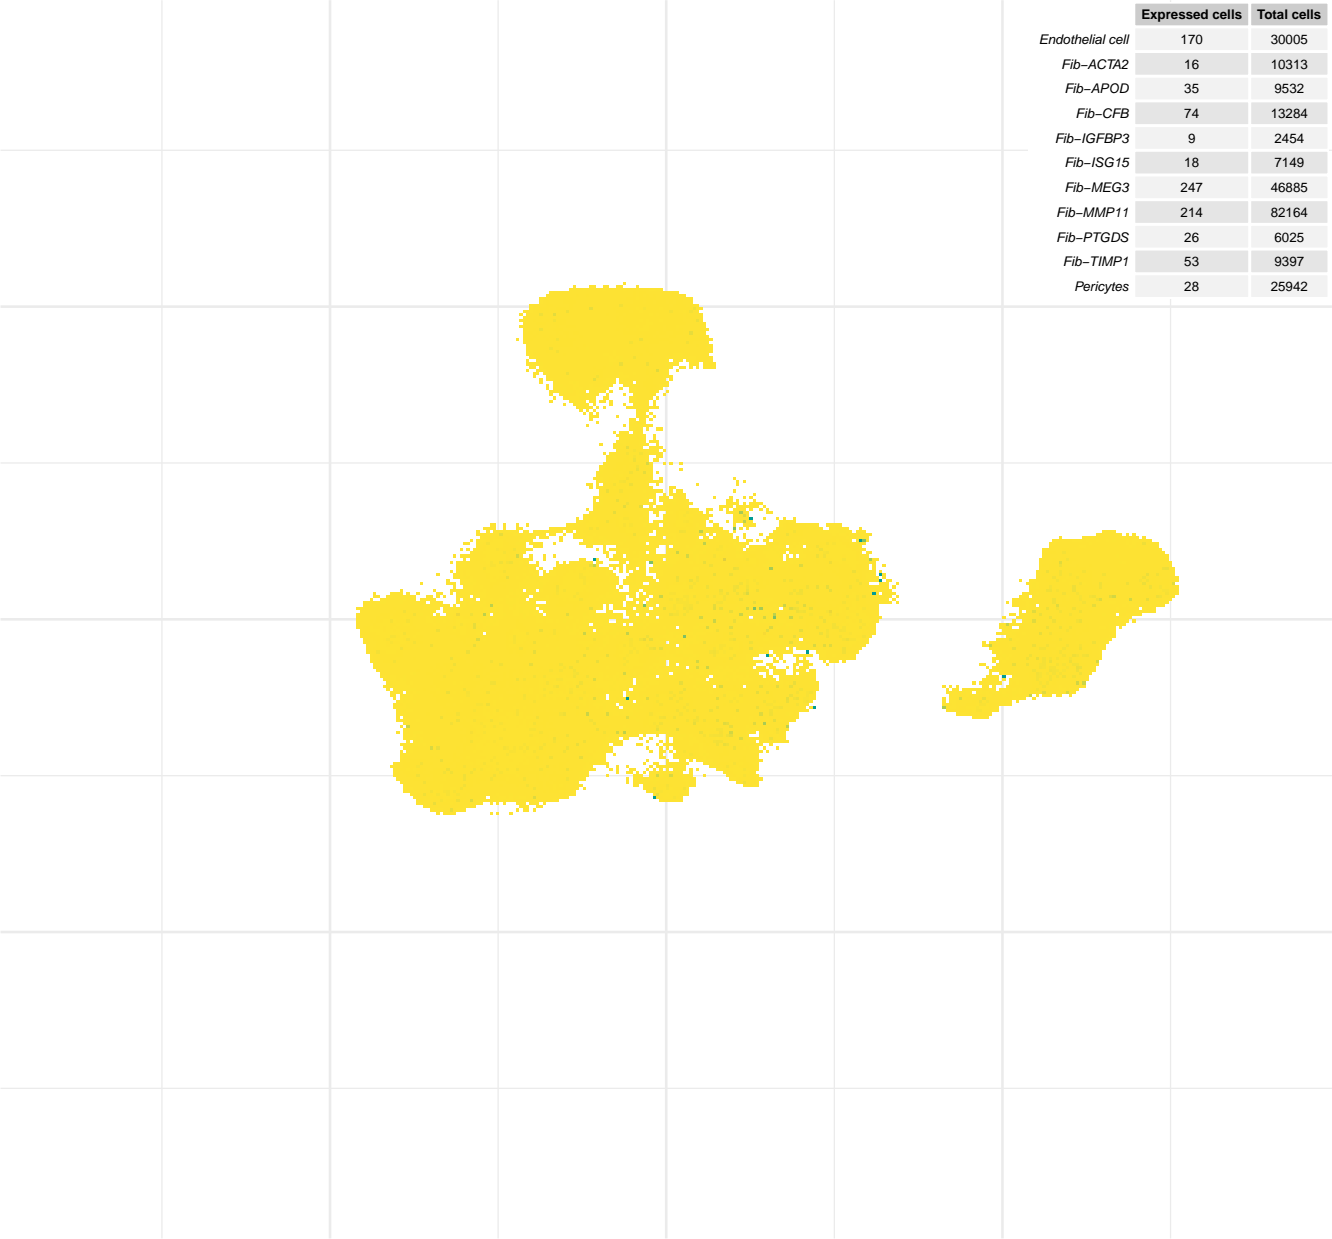 Expressed cells Total cells
Endothelial cell 170 30005
Fib−ACTA2 16 10313
Fib−APOD 35 9532
Fib−CFB 74 13284
Fib−IGFBP3 9 2454
Fib−ISG15 18 7149
Fib−MEG3 247 46885
Fib−MMP11 214 82164
Fib−PTGDS 26 6025
Fib−TIMP1 53 9397
Pericytes 28 25942